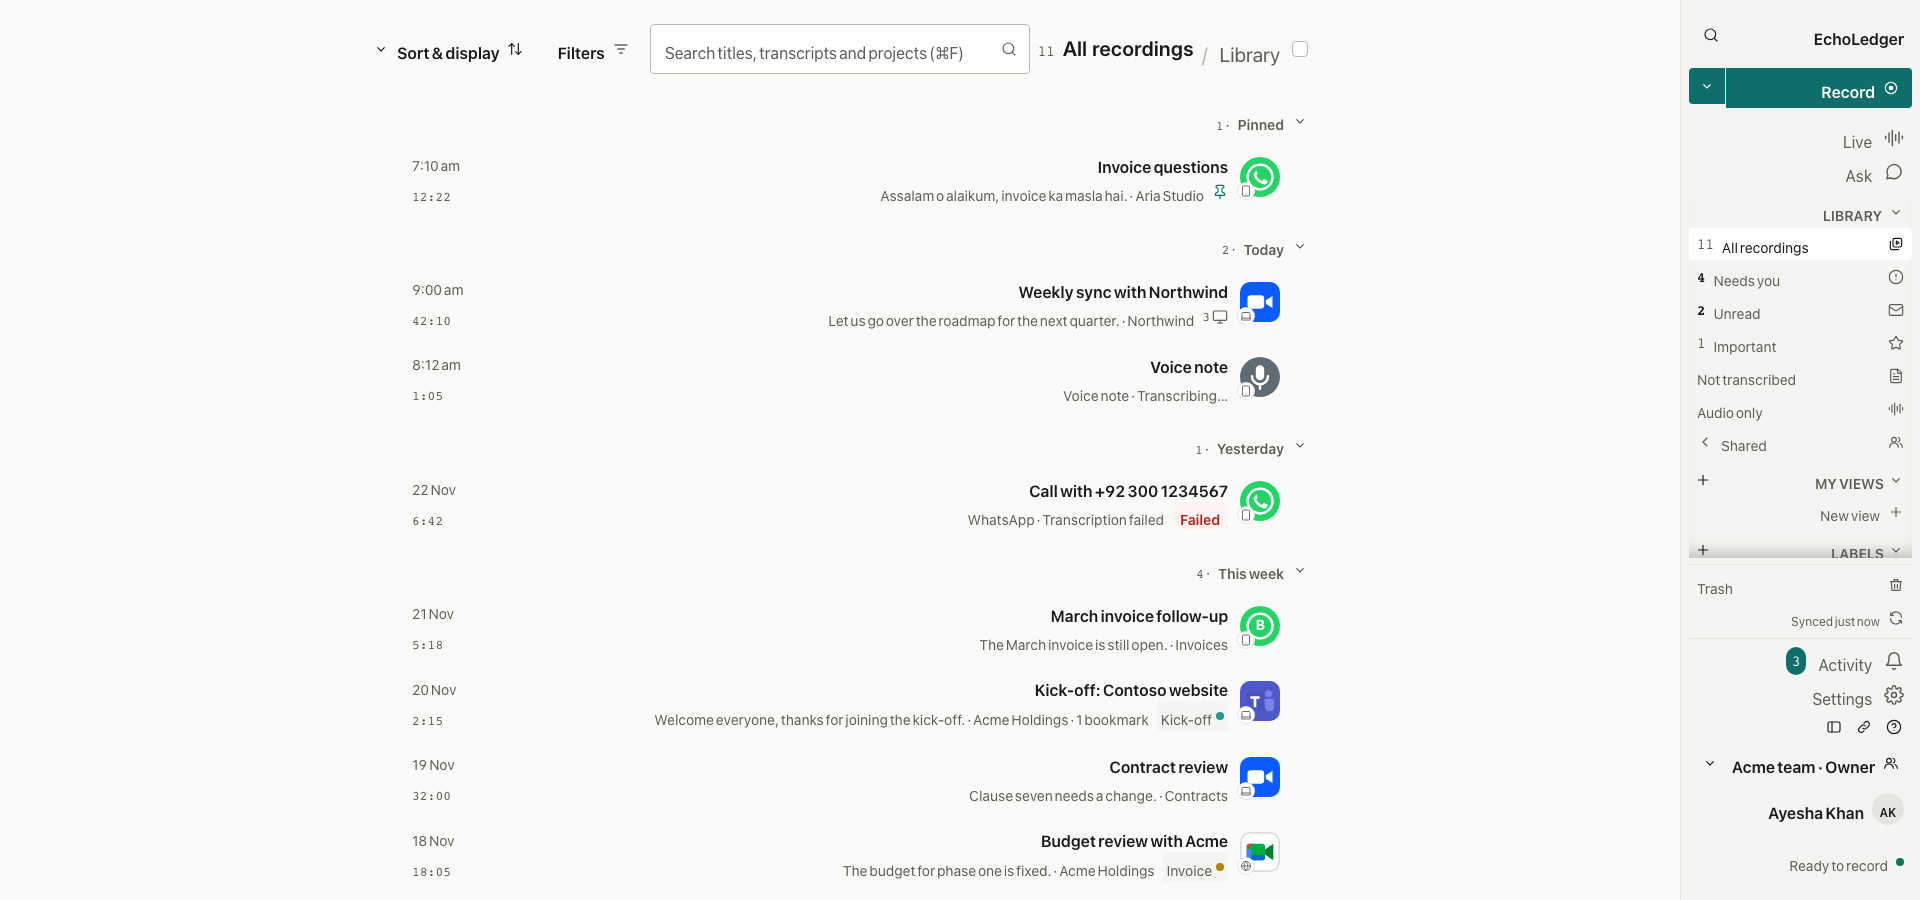 EchoLedger
Record
Live
Ask
LIBRARY
All recordings 11
Needs you 4
Unread 2
Important 1
Not transcribed
Audio only
Shared
MY VIEWS
New view
LABELS
Trash
Synced just now
Activity 3
Settings
Acme team · Owner
AK Ayesha Khan
Ready to record
Library / All recordings 11
Search titles, transcripts and projects (⌘F)
Filters
Sort & display
Pinned · 1
Invoice questions
7:10 am
Assalam o alaikum, invoice ka masla hai. · Aria Studio
12:22
Today · 2
Weekly sync with Northwind
9:00 am
3 Let us go over the roadmap for the next quarter. · Northwind
42:10
Voice note
8:12 am
Voice note · Transcribing…
1:05
Yesterday · 1
Call with +92 300 1234567
22 Nov
Failed WhatsApp · Transcription failed
6:42
This week · 4
B
March invoice follow-up
21 Nov
The March invoice is still open. · Invoices
5:18
T
Kick-off: Contoso website
20 Nov
Kick-off Welcome everyone, thanks for joining the kick-off. · Acme Holdings · 1 bookmark
2:15
Contract review
19 Nov
Clause seven needs a change. · Contracts
32:00
Budget review with Acme
18 Nov
Invoice The budget for phase one is fixed. · Acme Holdings
18:05